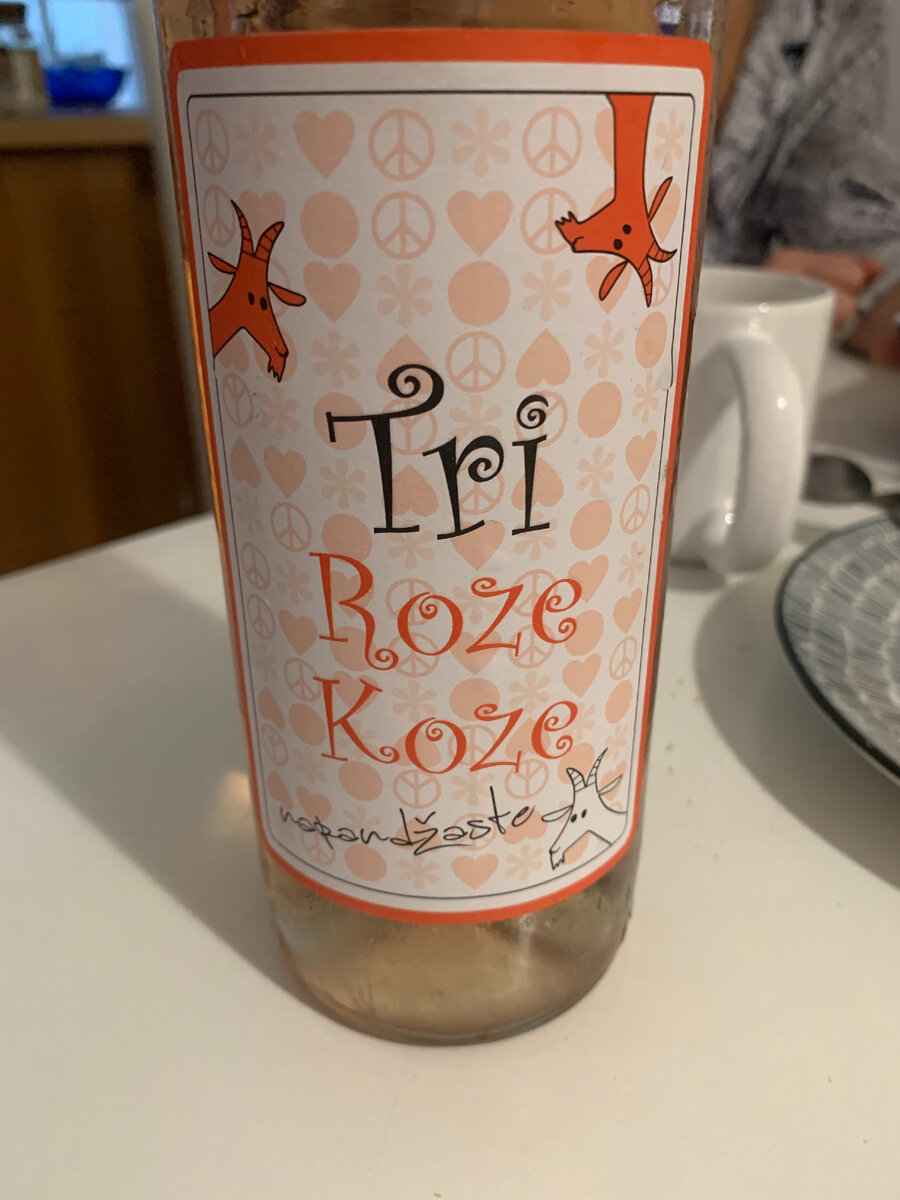 Tri
Roze
Koze
napandžaste